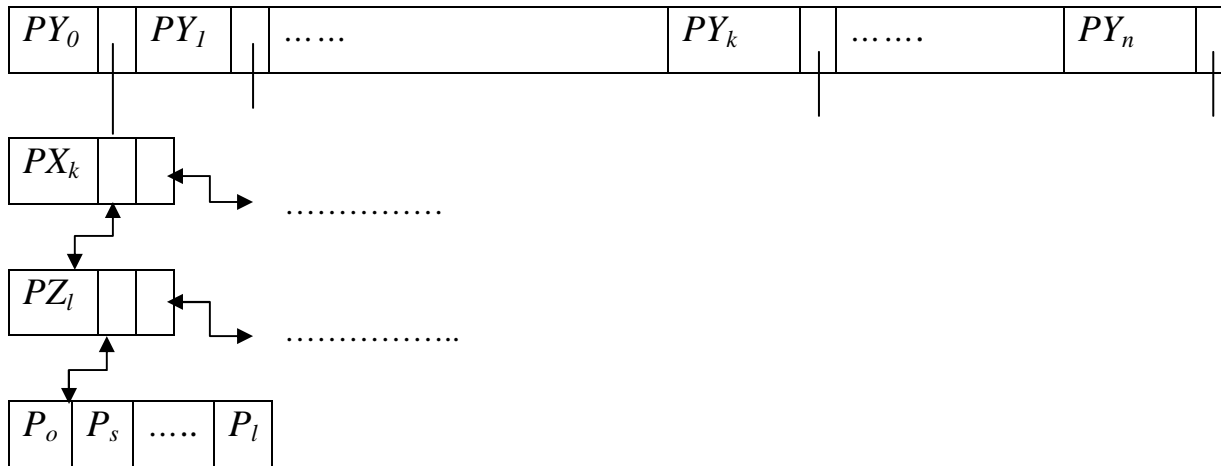 PY₀ PY₁ …… PYₖ ……. PYₙ
PXₖ
……………
PZₗ
……………..
Pₒ Pₛ ….. Pₗ